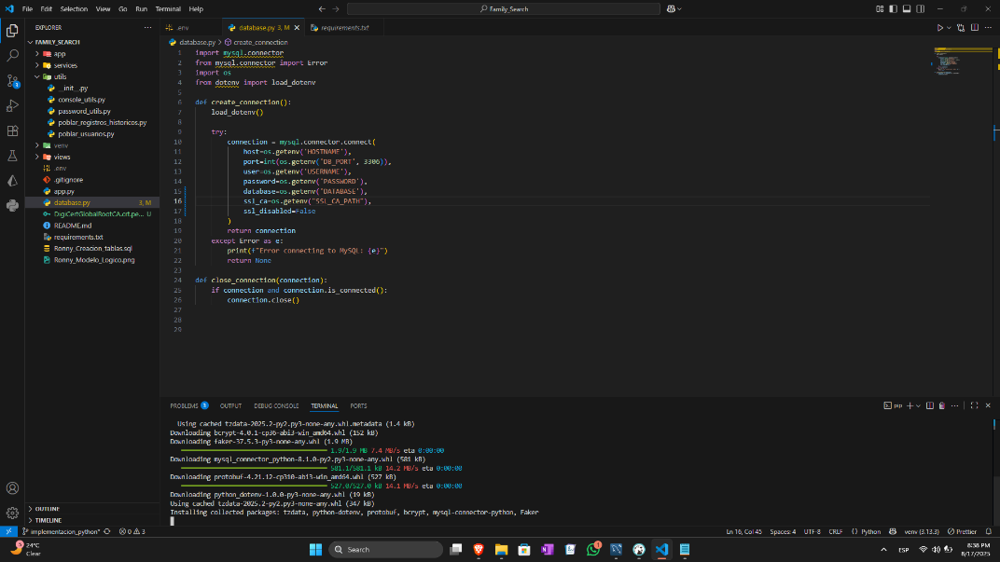 File Edit Selection View Go Run Terminal Help
Family_Search
EXPLORER
.env
database.py 3, M
requirements.txt
FAMILY_SEARCH
app
services
utils
__init__.py
console_utils.py
password_utils.py
poblar_registros_historicos.py
poblar_usuarios.py
venv
views
.env
.gitignore
app.py
database.py 3, M
DigiCertGlobalRootCA.crt.pe... U
README.md
requirements.txt
Ronny_Creacion_tablas.sql
Ronny_Modelo_Logico.png
OUTLINE
TIMELINE
3
database.py > create_connection
1 import mysql.connector
2 from mysql.connector import Error
3 import os
4 from dotenv import load_dotenv
5
6 def create_connection():
7 load_dotenv()
8
9 try:
10 connection = mysql.connector.connect(
11 host=os.getenv('HOSTNAME'),
12 port=int(os.getenv('DB_PORT', 3306)),
13 user=os.getenv('USERNAME'),
14 password=os.getenv('PASSWORD'),
15 database=os.getenv('DATABASE'),
16 ssl_ca=os.getenv("SSL_CA_PATH"),
17 ssl_disabled=False
18 )
19 return connection
20 except Error as e:
21 print(f"Error connecting to MySQL: {e}")
22 return None
23
24 def close_connection(connection):
25 if connection and connection.is_connected():
26 connection.close()
27
28
29
PROBLEMS 3 OUTPUT DEBUG CONSOLE TERMINAL PORTS
pip
Using cached tzdata-2025.2-py2.py3-none-any.whl.metadata (1.4 kB)
Downloading bcrypt-4.0.1-cp36-abi3-win_amd64.whl (152 kB)
Downloading faker-37.5.3-py3-none-any.whl (1.9 MB)
1.9/1.9 MB 7.4 MB/s eta 0:00:00
Downloading mysql_connector_python-8.1.0-py2.py3-none-any.whl (581 kB)
581.1/581.1 kB 14.2 MB/s eta 0:00:00
Downloading protobuf-4.21.12-cp310-abi3-win_amd64.whl (527 kB)
527.0/527.0 kB 14.1 MB/s eta 0:00:00
Downloading python_dotenv-1.0.0-py3-none-any.whl (19 kB)
Using cached tzdata-2025.2-py2.py3-none-any.whl (347 kB)
Installing collected packages: tzdata, python-dotenv, protobuf, bcrypt, mysql-connector-python, Faker
implementacion_python* 0 3
Ln 16, Col 45 Spaces: 4 UTF-8 CRLF {} Python venv (3.13.3) Prettier
5
24°C
Clear
Search
1
ESP
8:38 PM
8/17/2025